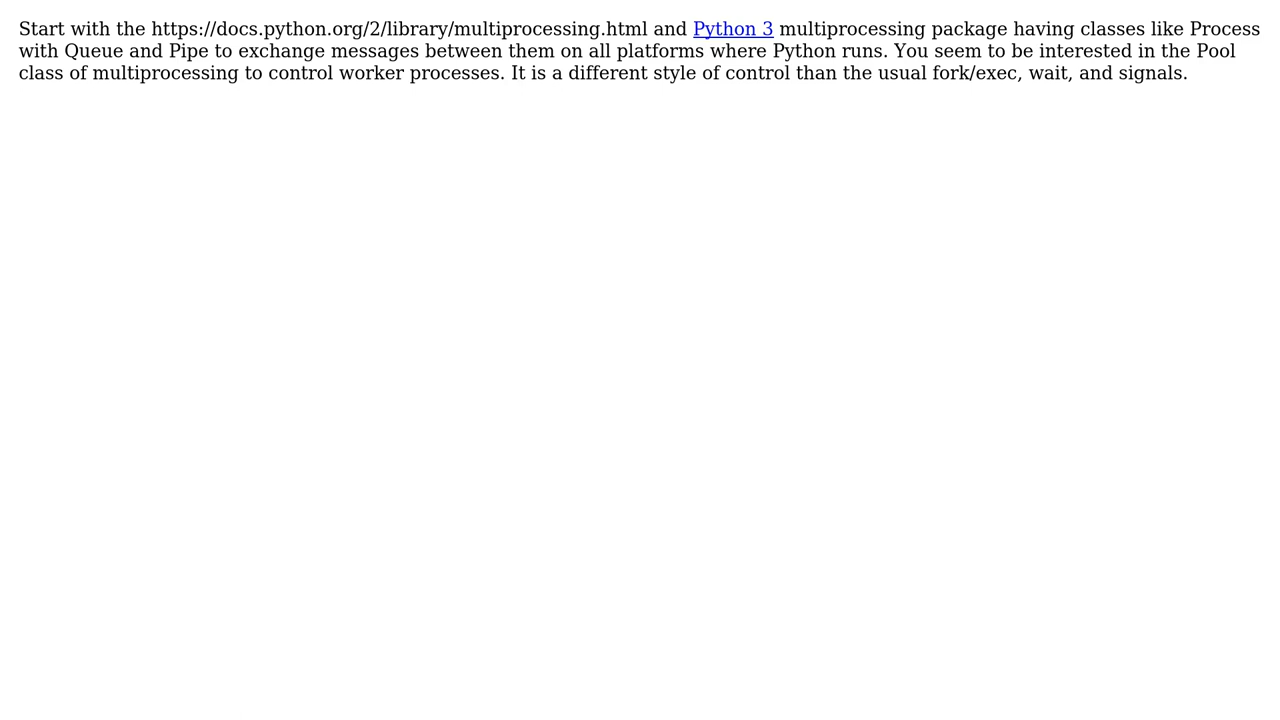 Start with the https://docs.python.org/2/library/multiprocessing.html and Python 3 multiprocessing package having classes like Process
with Queue and Pipe to exchange messages between them on all platforms where Python runs. You seem to be interested in the Pool
class of multiprocessing to control worker processes. It is a different style of control than the usual fork/exec, wait, and signals.